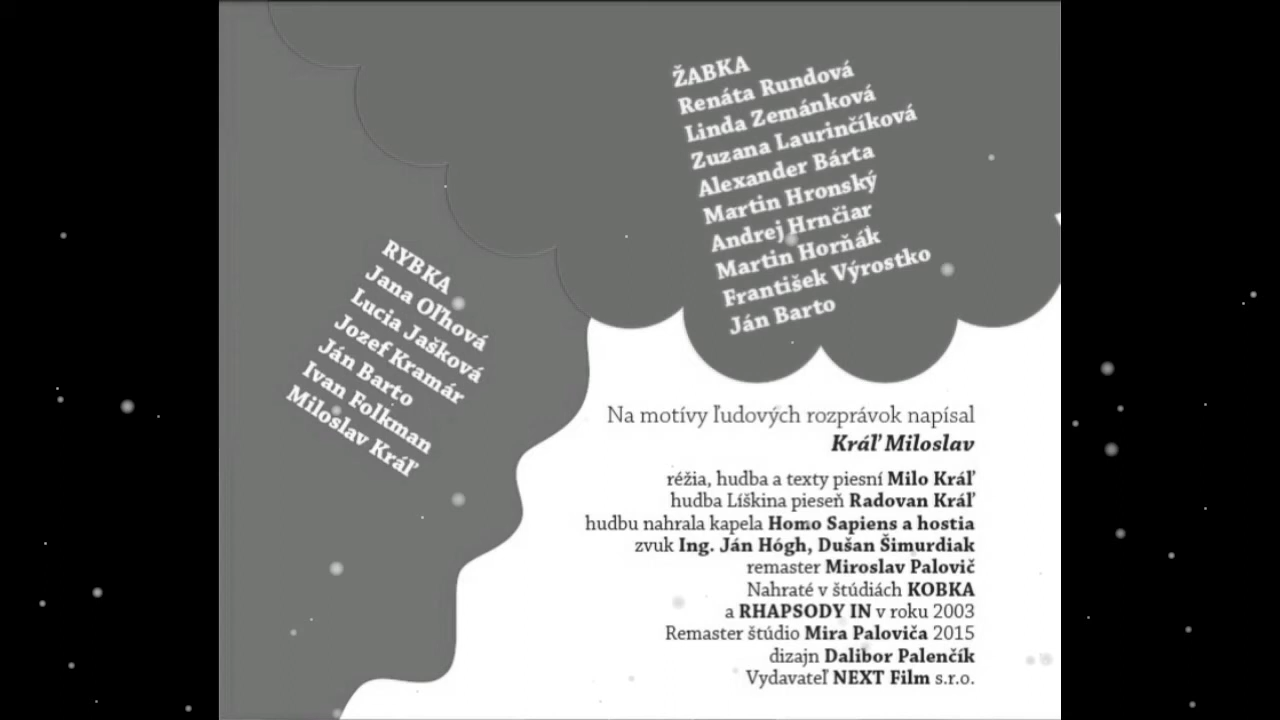 ŽABKA
Renáta Rundová
Linda Zemánková
Zuzana Laurinčíková
Alexander Bárta
Martin Hronský
Andrej Hrnčiar
Martin Horňák
František Výrostko
Ján Barto
RYBKA
Jana Oľhová
Lucia Jašková
Jozef Kramár
Ján Barto
Ivan Folkman
Miloslav Kráľ
Na motívy ľudových rozprávok napísal
Kráľ Miloslav
réžia, hudba a texty piesní Milo Kráľ
hudba Líškina pieseň Radovan Kráľ
hudbu nahrala kapela Homo Sapiens a hostia
zvuk Ing. Ján Hógh, Dušan Šimurdiak
remaster Miroslav Palovič
Nahraté v štúdiách KOBKA
a RHAPSODY IN v roku 2003
Remaster štúdio Mira Paloviča 2015
dizajn Dalibor Palenčík
Vydavateľ NEXT Film s.r.o.